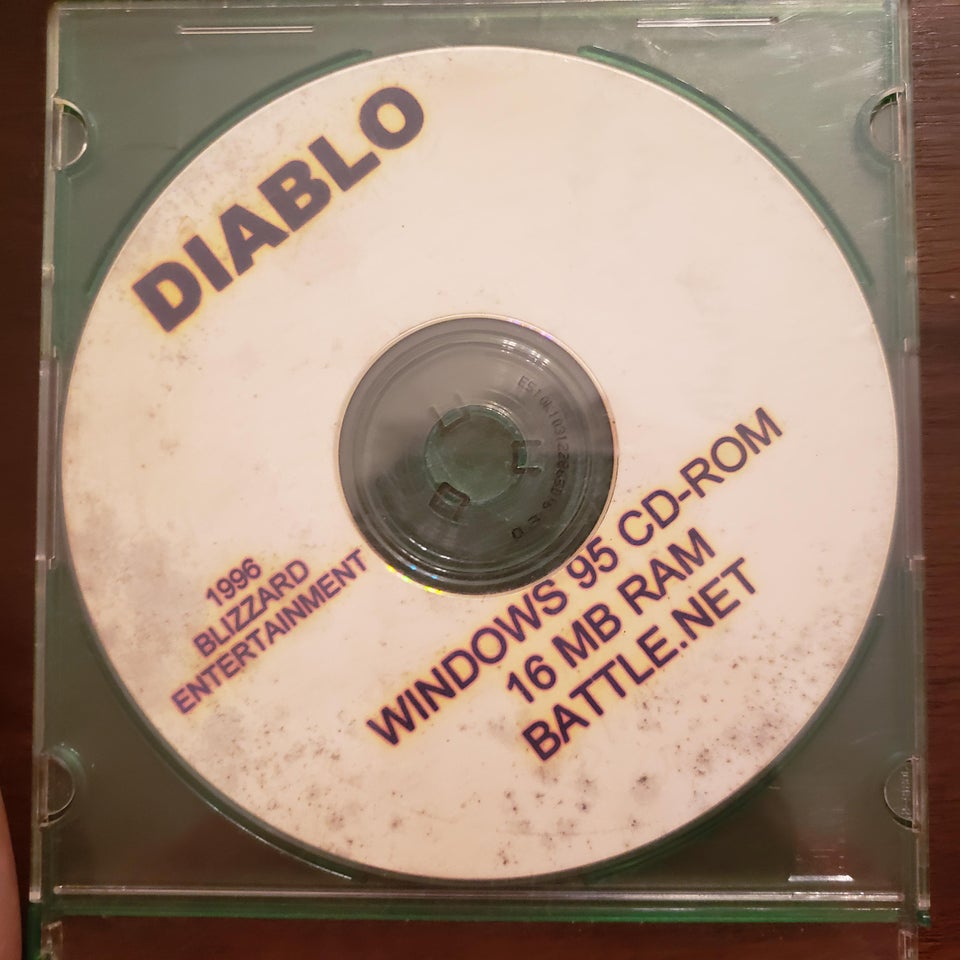 DIABLO
1996
BLIZZARD
ENTERTAINMENT
WINDOWS 95 CD-ROM
16 MB RAM
BATTLE.NET